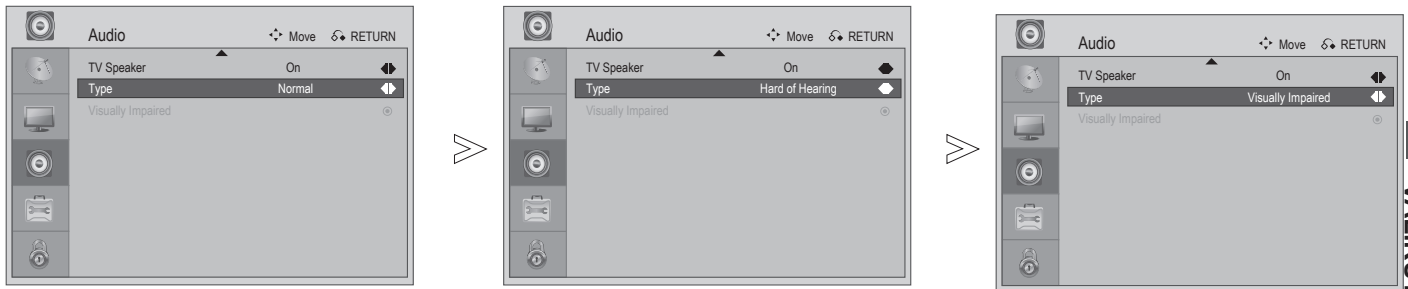 Audio
Move
RETURN
TV Speaker On
Type Normal
Visually Impaired
Audio
Move
RETURN
TV Speaker On
Type Hard of Hearing
Visually Impaired
Audio
Move
RETURN
TV Speaker On
Type Visually Impaired
Visually Impaired